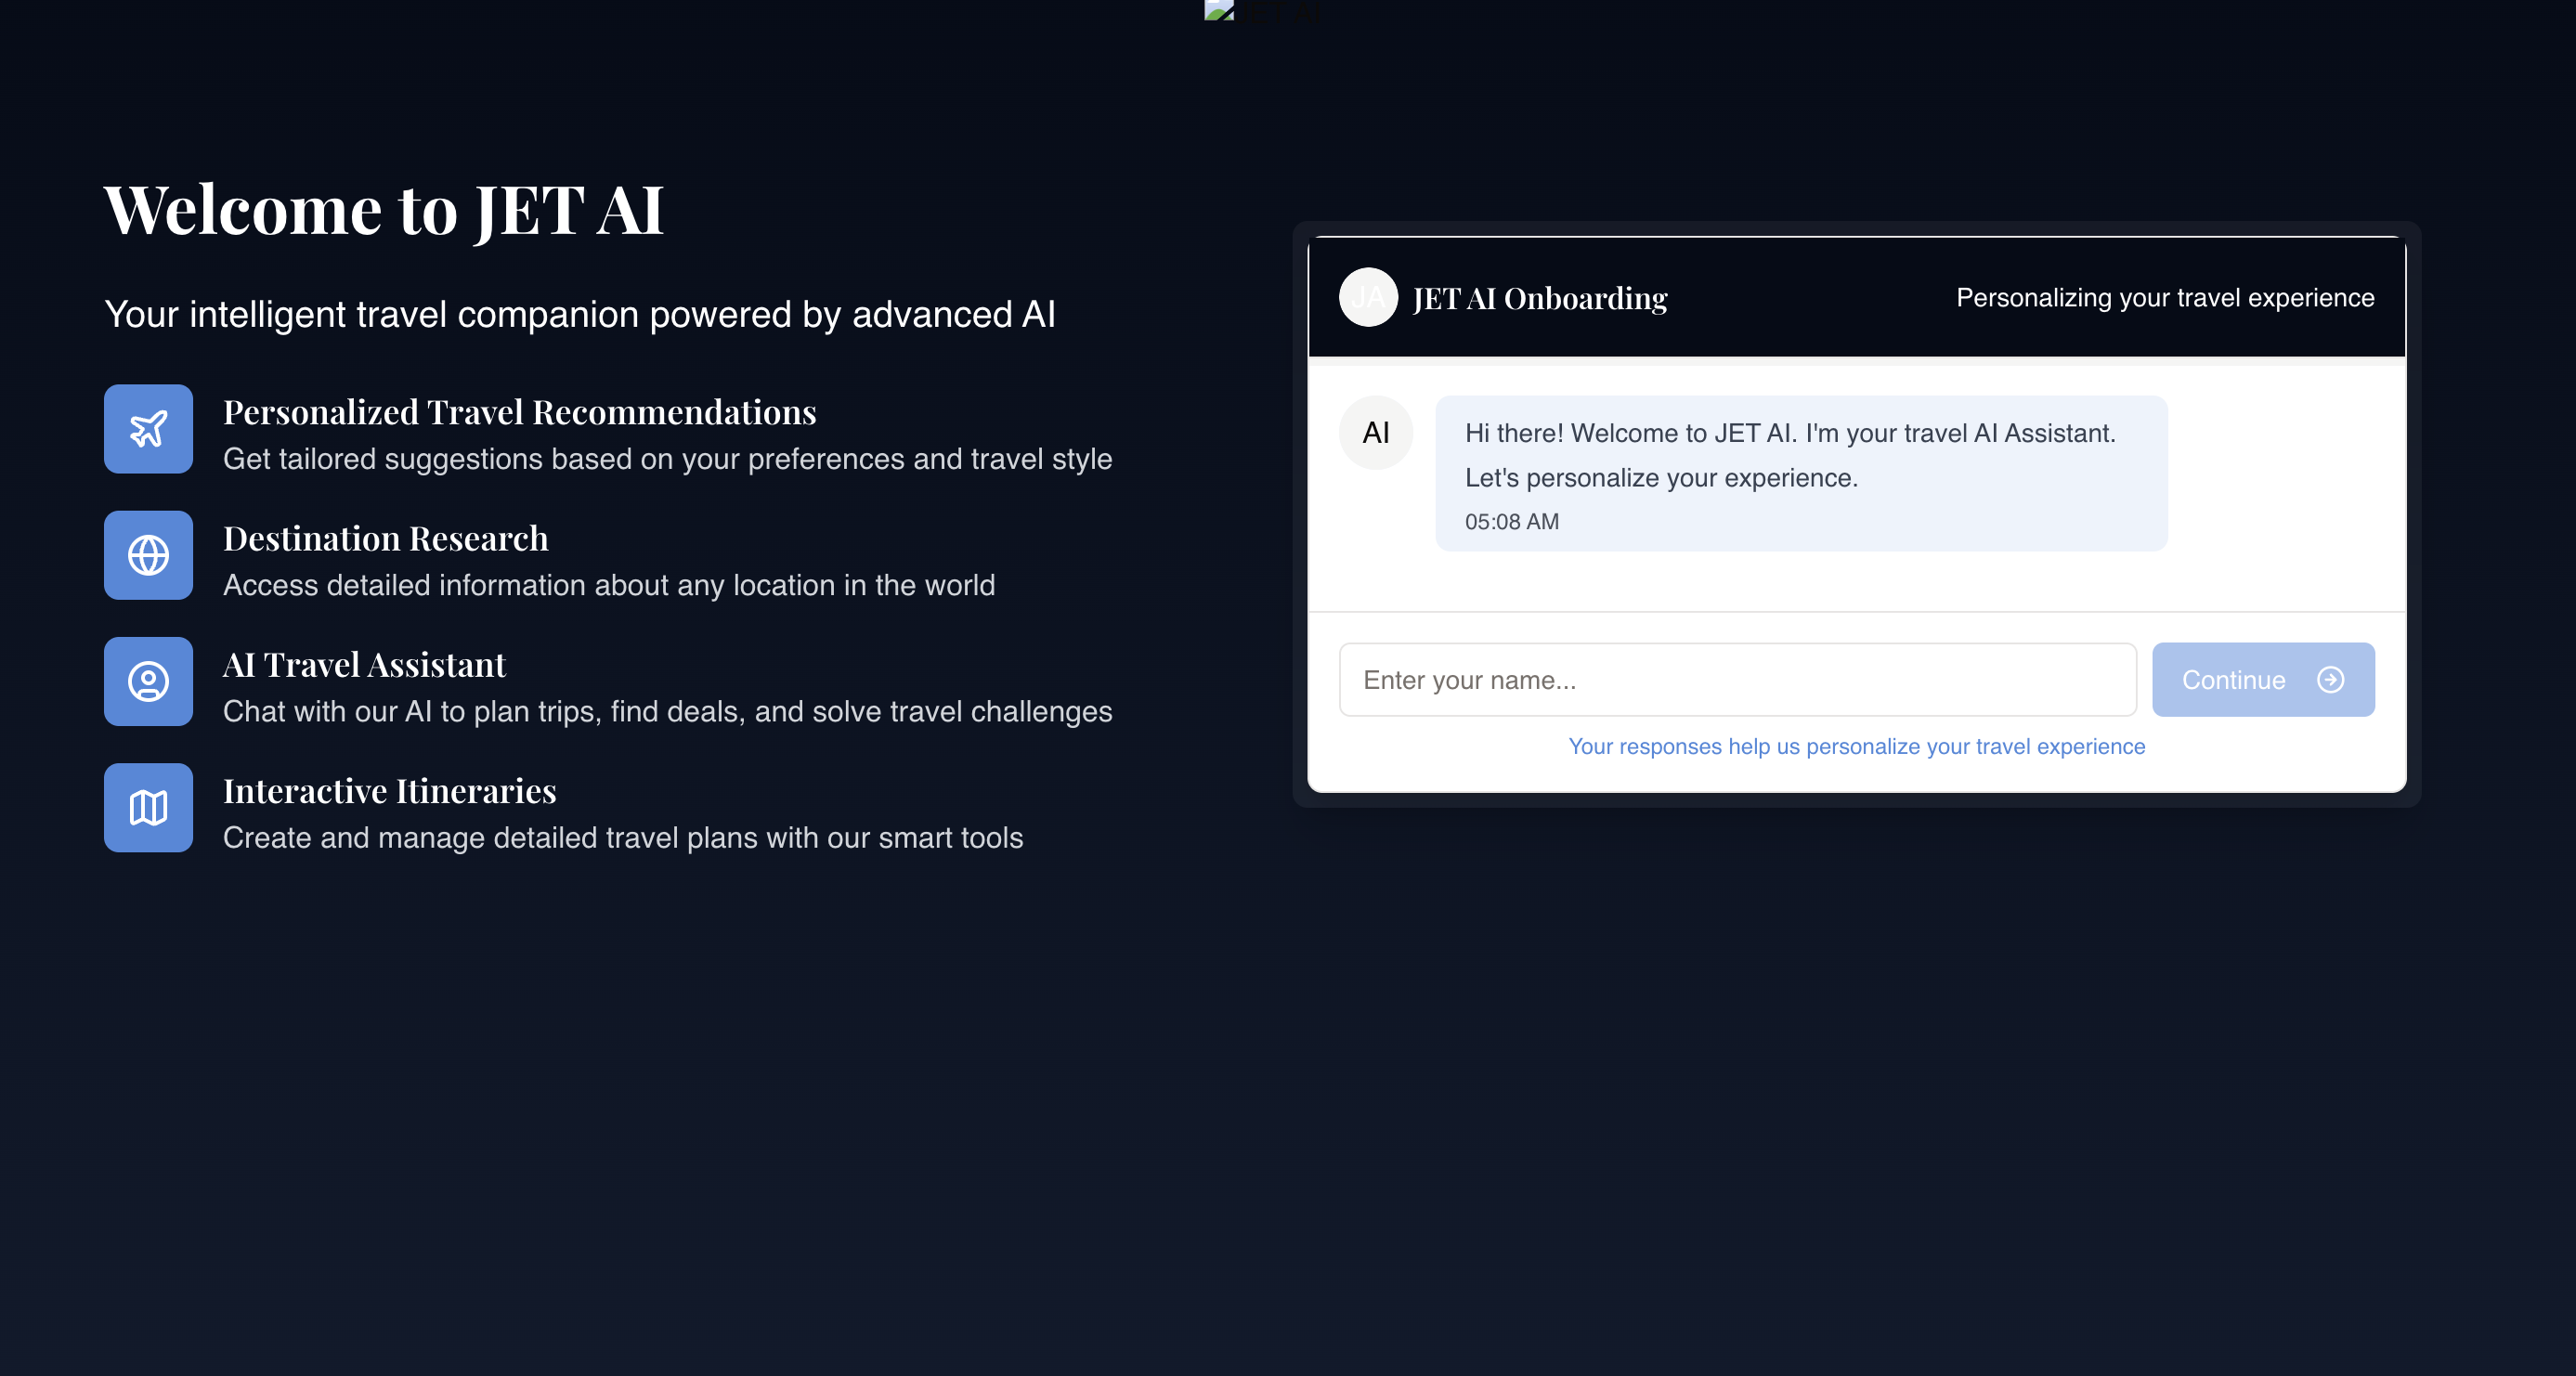 JET AI
Welcome to JET AI
Your intelligent travel companion powered by advanced AI
Personalized Travel Recommendations
Get tailored suggestions based on your preferences and travel style
Destination Research
Access detailed information about any location in the world
AI Travel Assistant
Chat with our AI to plan trips, find deals, and solve travel challenges
Interactive Itineraries
Create and manage detailed travel plans with our smart tools
JA
JET AI Onboarding
Personalizing your travel experience
AI
Hi there! Welcome to JET AI. I'm your travel AI Assistant.
Let's personalize your experience.
05:08 AM
Enter your name...
Continue
Your responses help us personalize your travel experience